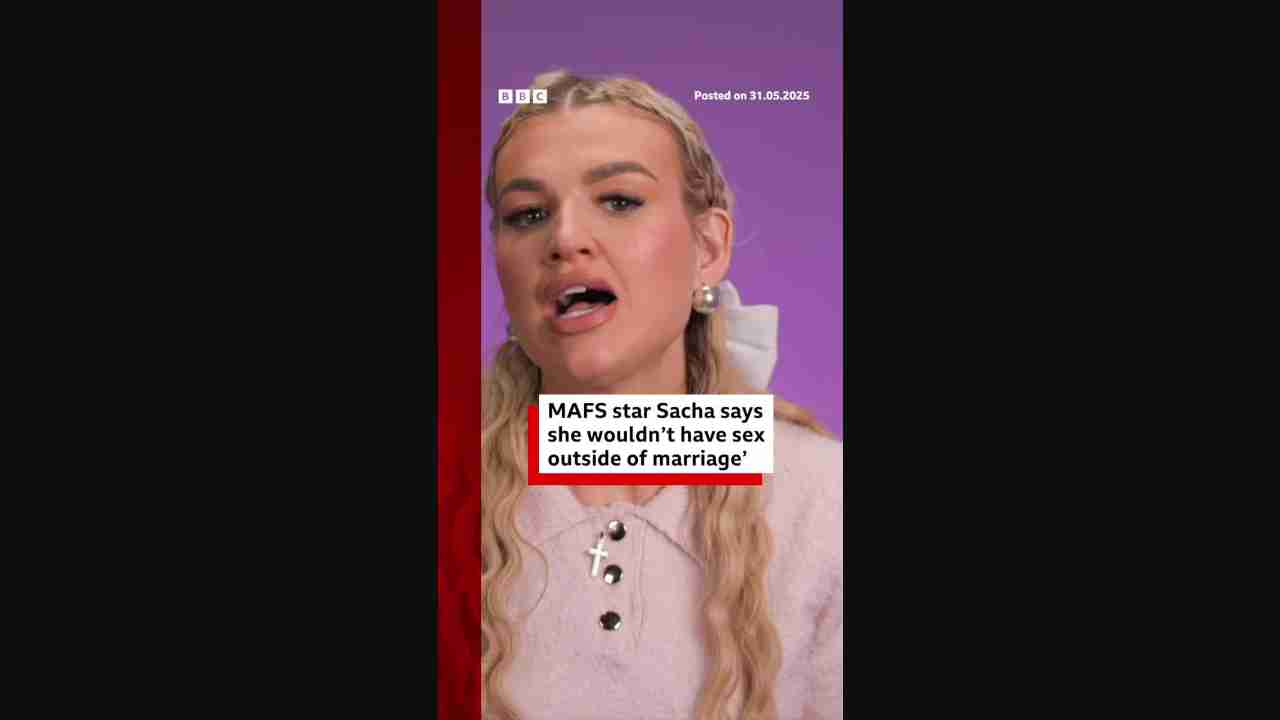 BBC
Posted on 31.05.2025
MAFS star Sacha says
she wouldn’t have sex
outside of marriage’